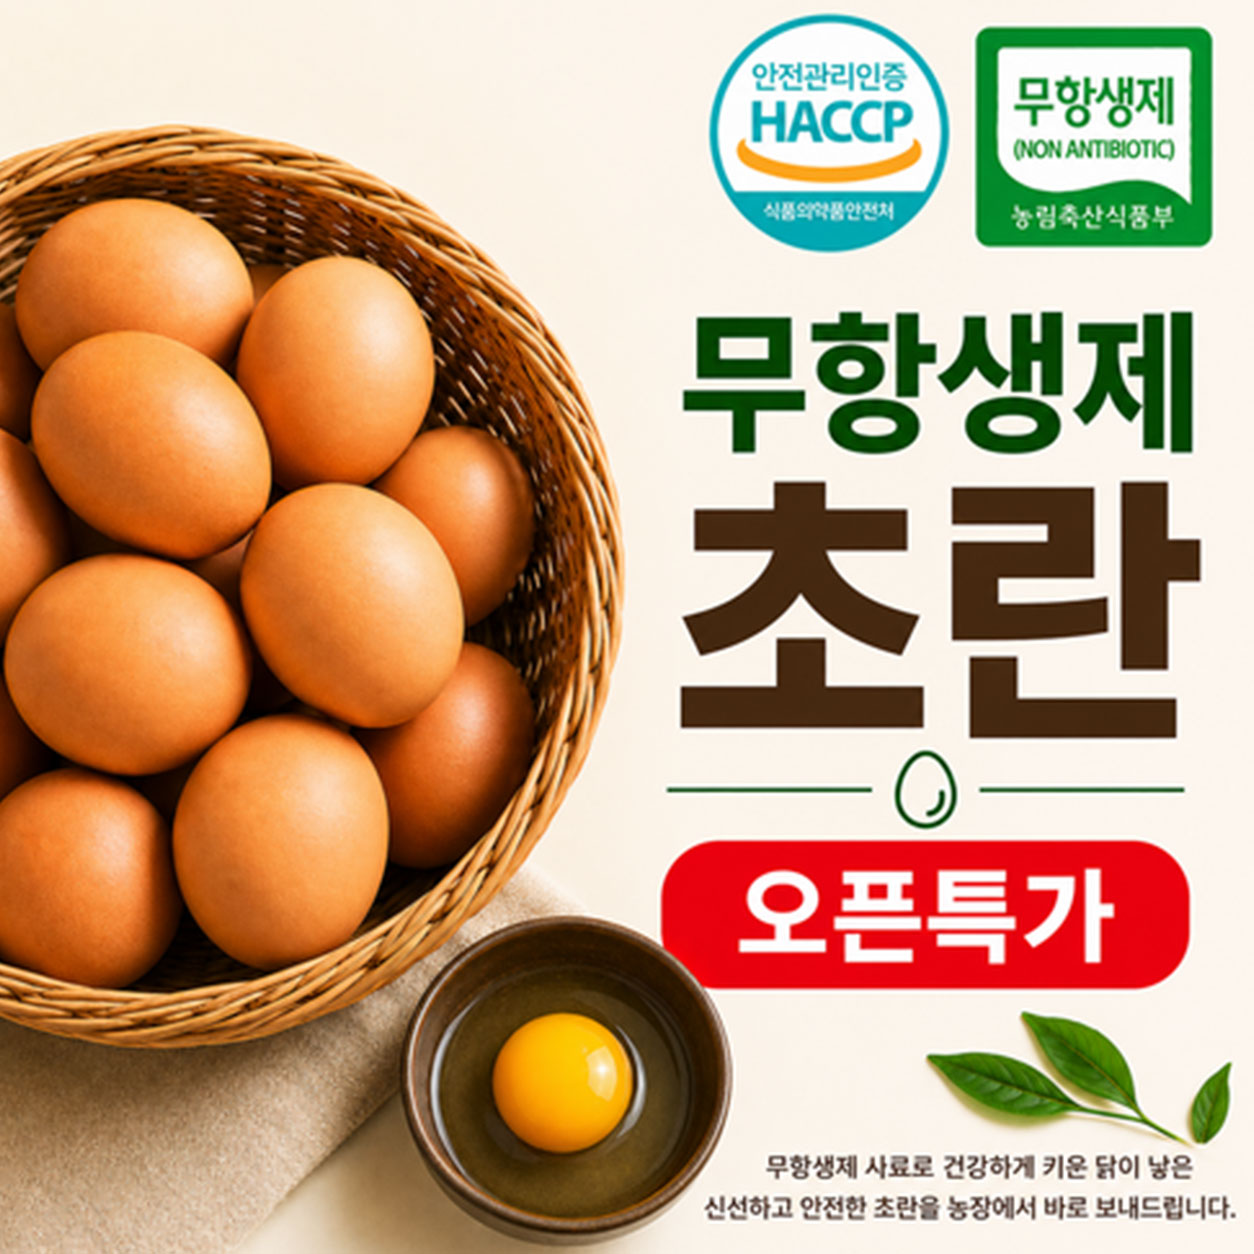 안전관리인증
HACCP
식품의약품안전처
무항생제
(NON ANTIBIOTIC)
농림축산식품부
무항생제
초란
오픈특가
무항생제 사료로 건강하게 키운 닭이 낳은
신선하고 안전한 초란을 농장에서 바로 보내드립니다.